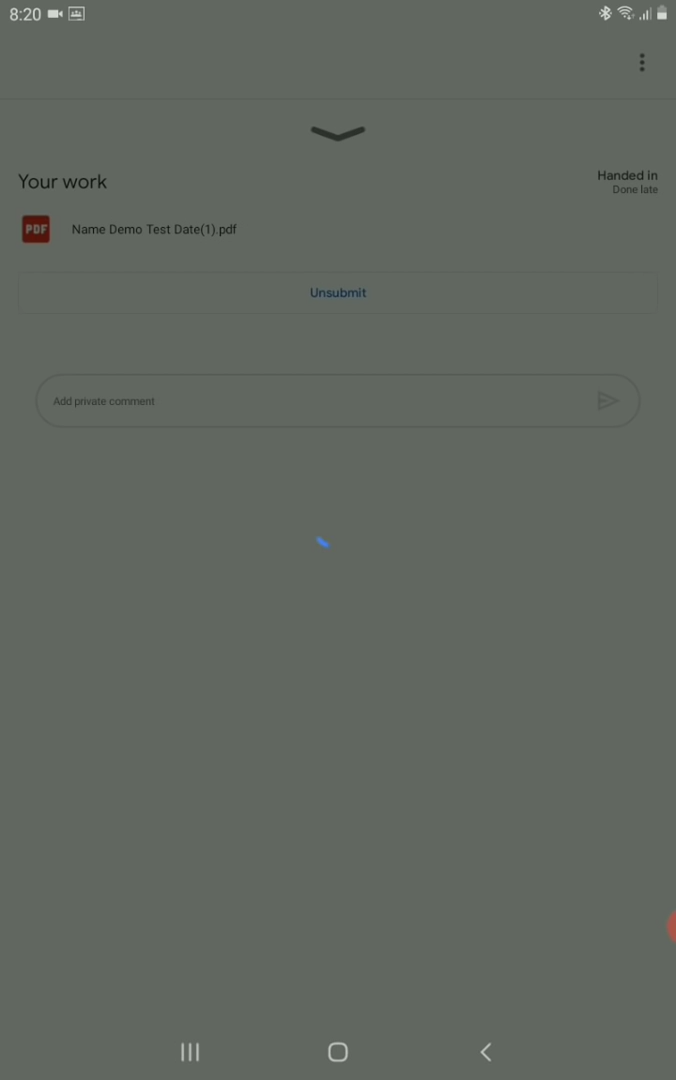 8:20
Your work
Handed in
Done late
PDF
Name Demo Test Date(1).pdf
Unsubmit
Add private comment